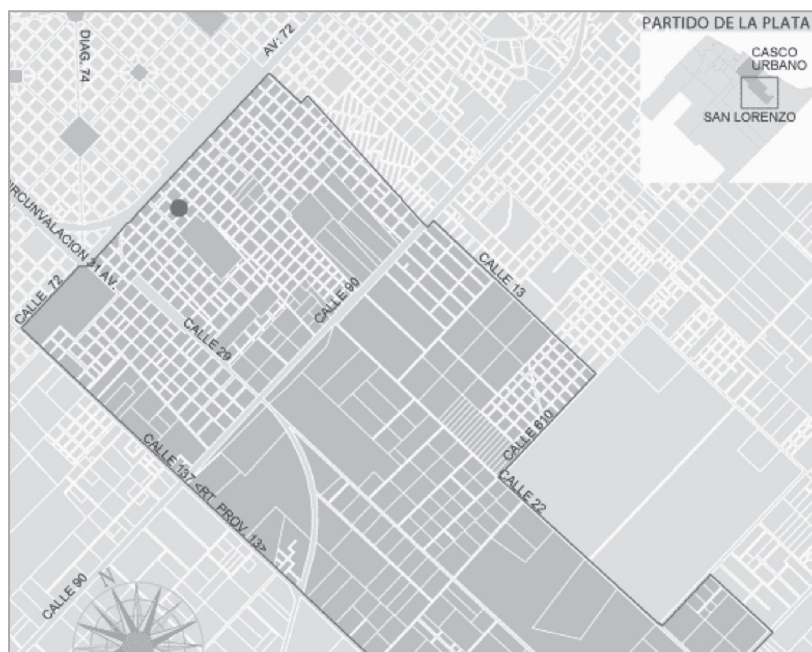 PARTIDO DE LA PLATA
CASCO
URBANO
SAN LORENZO
DIAG. 74
AV. 72
CIRCUNVALACION 31 AV.
CALLE 72
CALLE 29
CALLE 90
CALLE 13
CALLE 610
CALLE 22
CALLE 137 <RT. PROV. 13>
CALLE 90
N